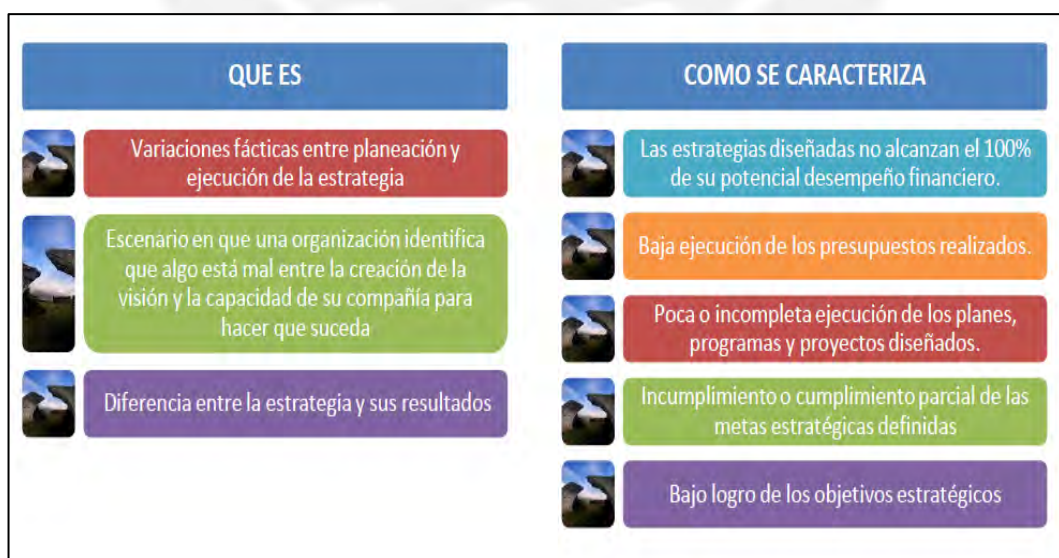 QUE ES
Variaciones fácticas entre planeación y
ejecución de la estrategia
Escenario en que una organización identifica
que algo está mal entre la creación de la
visión y la capacidad de su compañía para
hacer que suceda
Diferencia entre la estrategia y sus resultados
COMO SE CARACTERIZA
Las estrategias diseñadas no alcanzan el 100%
de su potencial desempeño financiero.
Baja ejecución de los presupuestos realizados.
Poca o incompleta ejecución de los planes,
programas y proyectos diseñados.
Incumplimiento o cumplimiento parcial de las
metas estratégicas definidas
Bajo logro de los objetivos estratégicos